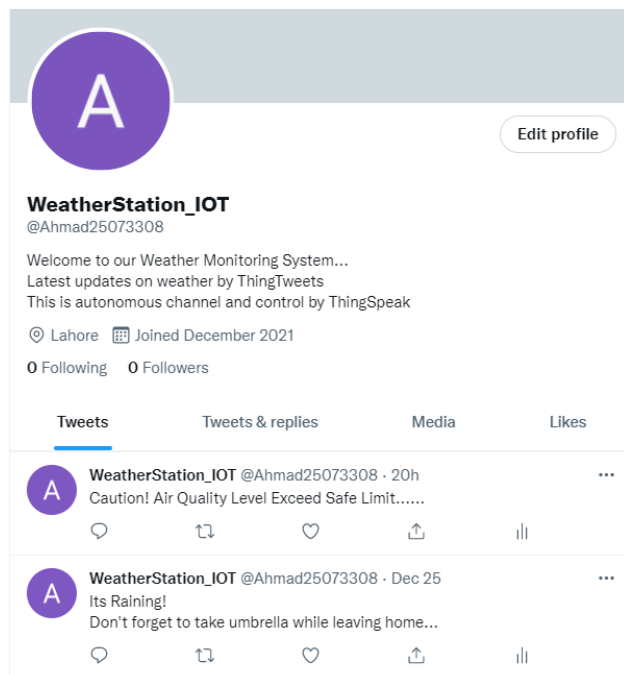 A
Edit profile
WeatherStation_IOT
@Ahmad25073308
Welcome to our Weather Monitoring System...
Latest updates on weather by ThingTweets
This is autonomous channel and control by ThingSpeak
Lahore Joined December 2021
0 Following 0 Followers
Tweets Tweets & replies Media Likes
A
WeatherStation_IOT @Ahmad25073308 · 20h
Caution! Air Quality Level Exceed Safe Limit......
A
WeatherStation_IOT @Ahmad25073308 · Dec 25
Its Raining!
Don't forget to take umbrella while leaving home...